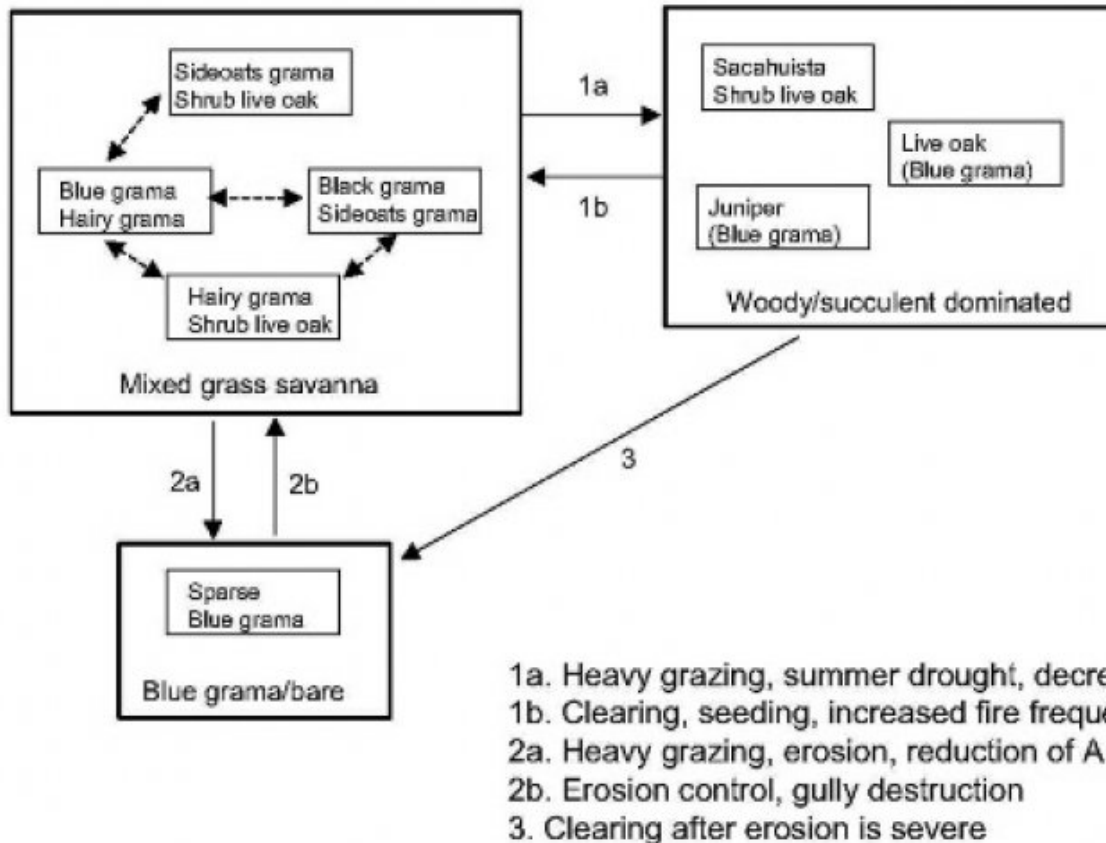 Sideoats grama
Shrub live oak
Blue grama
Hairy grama
Black grama
Sideoats grama
Hairy grama
Shrub live oak
Mixed grass savanna
1a
1b
Sacahuista
Shrub live oak
Live oak
(Blue grama)
Juniper
(Blue grama)
Woody/succulent dominated
2a
2b
3
Sparse
Blue grama
Blue grama/bare
1a. Heavy grazing, summer drought, decre
1b. Clearing, seeding, increased fire freque
2a. Heavy grazing, erosion, reduction of A
2b. Erosion control, gully destruction
3. Clearing after erosion is severe